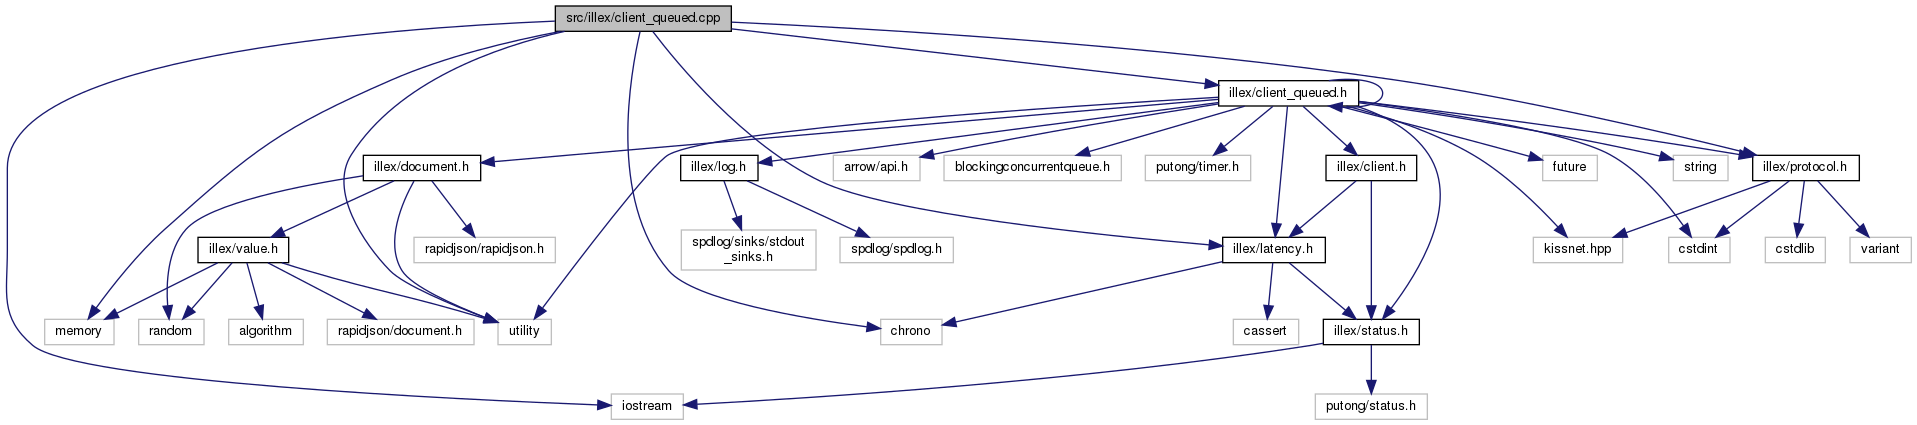 src/illex/client_queued.cpp
illex/client_queued.h
illex/document.h
illex/log.h
arrow/api.h
blockingconcurrentqueue.h
putong/timer.h
illex/client.h
future
string
illex/protocol.h
illex/value.h
rapidjson/rapidjson.h
spdlog/sinks/stdout
_sinks.h
spdlog/spdlog.h
illex/latency.h
kissnet.hpp
cstdint
cstdlib
variant
memory
random
algorithm
rapidjson/document.h
utility
chrono
cassert
illex/status.h
iostream
putong/status.h